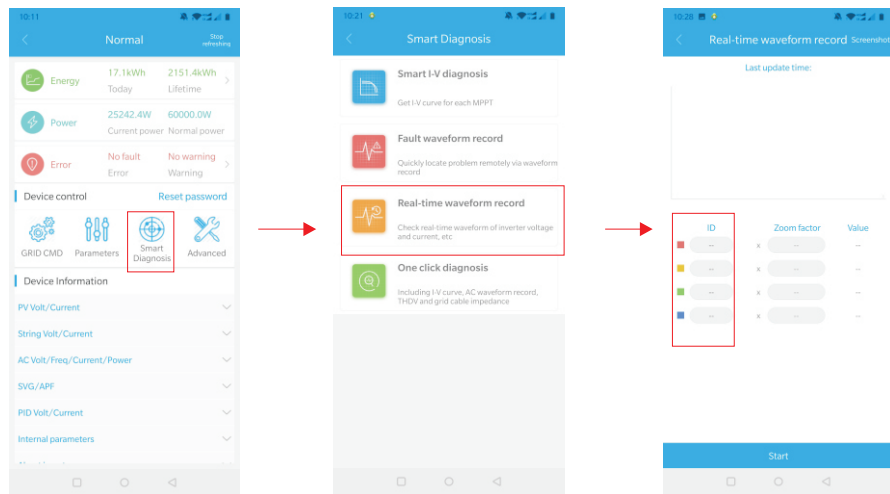 10:11
Normal
Stop
refreshing
Energy
17.1kWh
2151.4kWh
Today
Lifetime
Power
25242.4W
60000.0W
Current power
Normal power
Error
No fault
No warning
Error
Warning
Device control
Reset password
GRID CMD
Parameters
Smart
Diagnosis
Advanced
Device Information
PV Volt/Current
String Volt/Current
AC Volt/Freq/Current/Power
SVG/APF
PID Volt/Current
Internal parameters
10:21
Smart Diagnosis
Smart I-V diagnosis
Get I-V curve for each MPPT
Fault waveform record
Quickly locate problem remotely via waveform
record
Real-time waveform record
Check real-time waveform of inverter voltage
and current, etc
One click diagnosis
Including I-V curve, AC waveform record,
THDV and grid cable impedance
10:28
Real-time waveform record
Screenshot
Last update time:
ID
Zoom factor
Value
-- x -- --
-- x -- --
-- x -- --
-- x -- --
Start